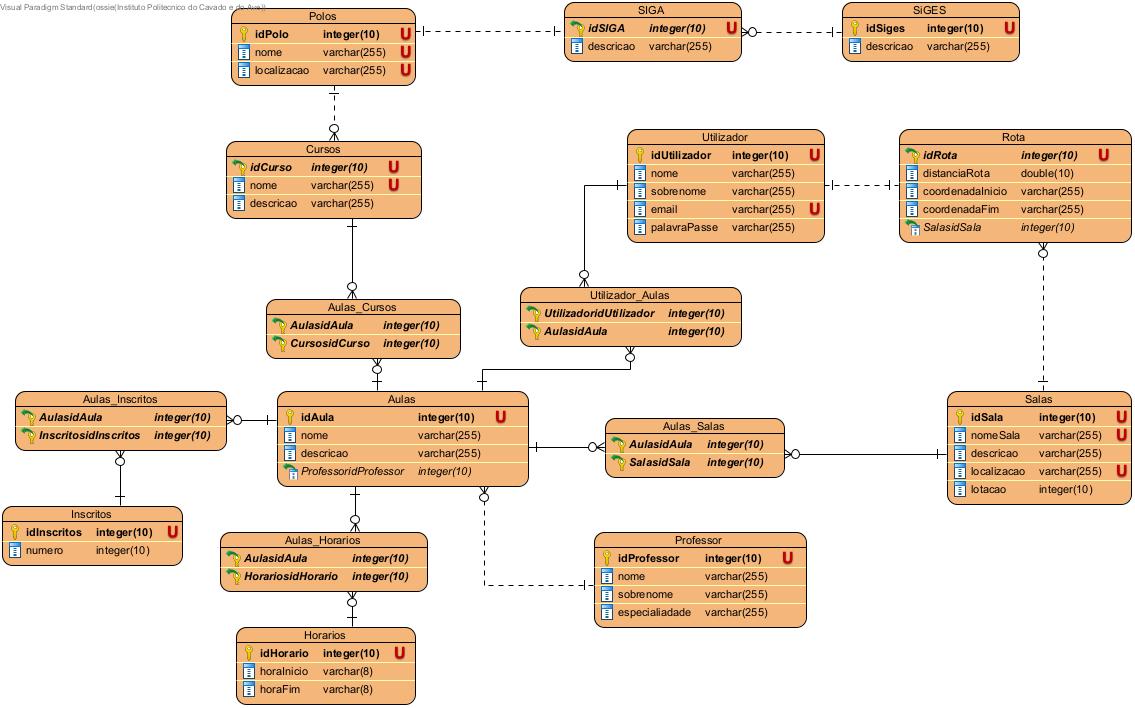 Visual Paradigm Standard(ossie(Instituto Politecnico do Cavado e do Ave))
Polos
idPolo integer(10) U
nome varchar(255) U
localizacao varchar(255) U
SIGA
idSIGA integer(10) U
descricao varchar(255)
SiGES
idSiges integer(10) U
descricao varchar(255)
Cursos
idCurso integer(10) U
nome varchar(255) U
descricao varchar(255)
Utilizador
idUtilizador integer(10) U
nome varchar(255)
sobrenome varchar(255)
email varchar(255) U
palavraPasse varchar(255)
Rota
idRota integer(10) U
distanciaRota double(10)
coordenadaInicio varchar(255)
coordenadaFim varchar(255)
SalasidSala integer(10)
Aulas_Cursos
AulasidAula integer(10)
CursosidCurso integer(10)
Utilizador_Aulas
UtilizadoridUtilizador integer(10)
AulasidAula integer(10)
Aulas_Inscritos
AulasidAula integer(10)
InscritosidInscritos integer(10)
Aulas
idAula integer(10) U
nome varchar(255)
descricao varchar(255)
ProfessoridProfessor integer(10)
Aulas_Salas
AulasidAula integer(10)
SalasidSala integer(10)
Salas
idSala integer(10) U
nomeSala varchar(255) U
descricao varchar(255)
localizacao varchar(255) U
lotacao integer(10)
Inscritos
idInscritos integer(10) U
numero integer(10)
Aulas_Horarios
AulasidAula integer(10)
HorariosidHorario integer(10)
Professor
idProfessor integer(10) U
nome varchar(255)
sobrenome varchar(255)
especialiadade varchar(255)
Horarios
idHorario integer(10) U
horaInicio varchar(8)
horaFim varchar(8)